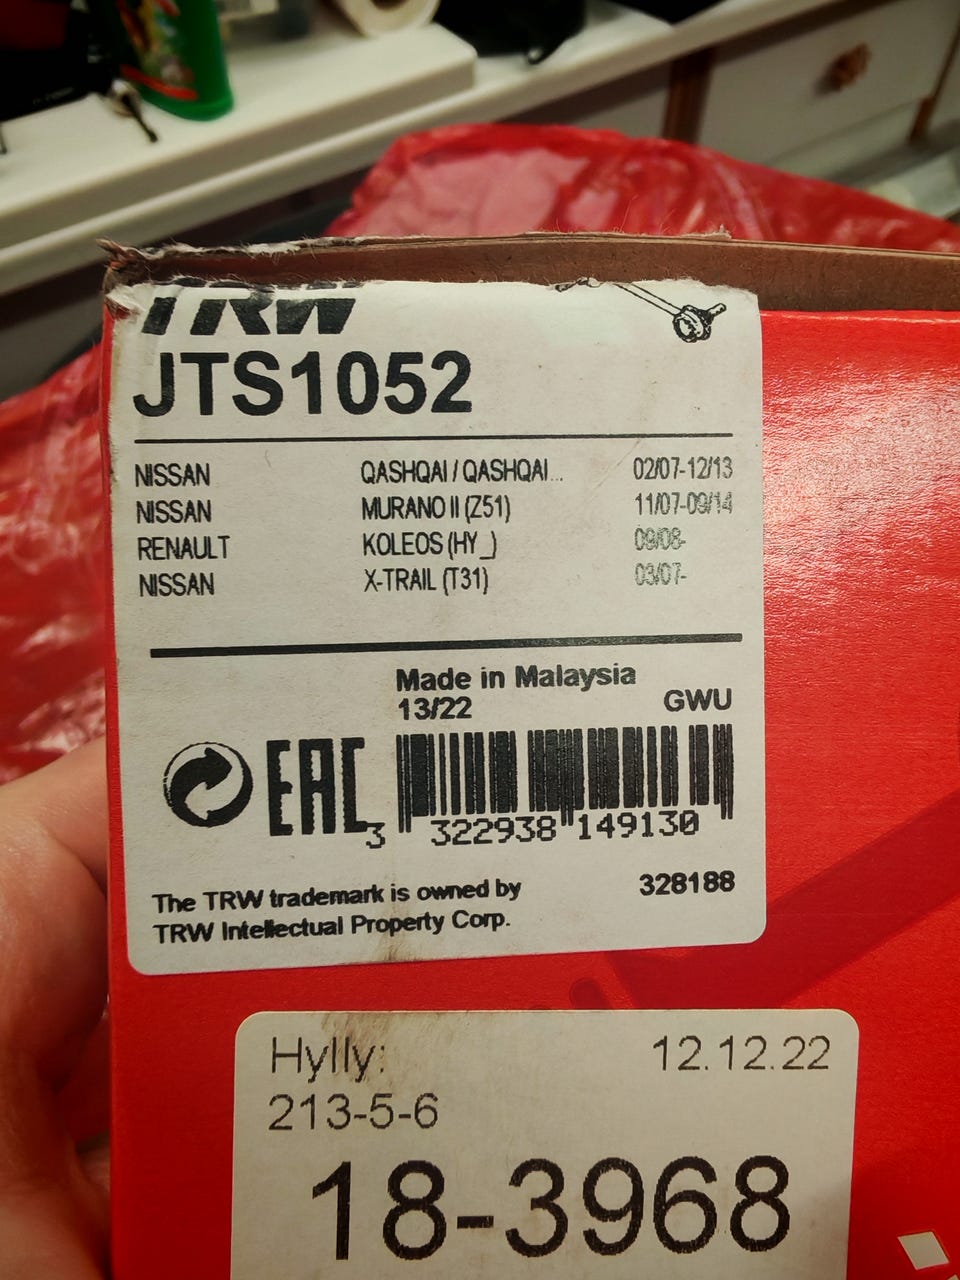 TRW
JTS1052
NISSAN QASHQAI / QASHQAI... 02/07-12/13
NISSAN MURANO II (Z51) 11/07-09/14
RENAULT KOLEOS (HY_) 09/08-
NISSAN X-TRAIL (T31) 03/07-
Made in Malaysia
13/22 GWU
EAC
3 322938 149130
The TRW trademark is owned by 328188
TRW Intellectual Property Corp.
Hylly: 12.12.22
213-5-6
18-3968